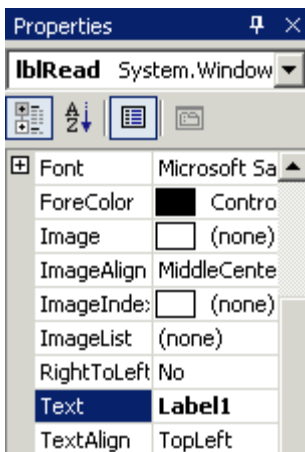 Properties
lblRead System.Window
Font Microsoft Sa
ForeColor Contro
Image (none)
ImageAlign MiddleCente
ImageIndex (none)
ImageList (none)
RightToLeft No
Text Label1
TextAlign TopLeft